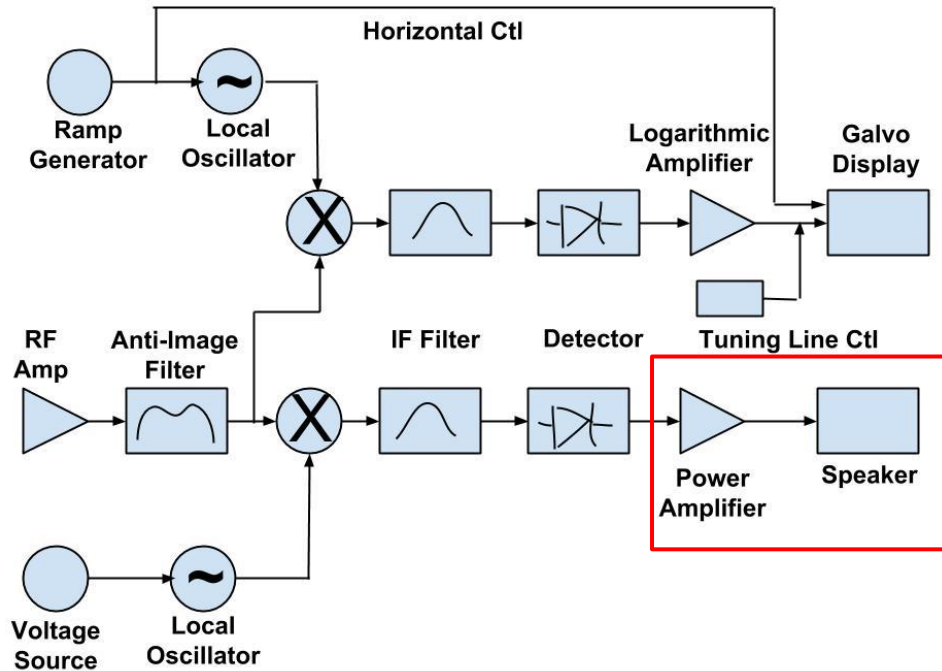 Horizontal Ctl
Ramp
Generator
Local
Oscillator
Logarithmic
Amplifier
Galvo
Display
X
RF
Amp
Anti-Image
Filter
IF Filter
Detector
Tuning Line Ctl
X
Power
Amplifier
Speaker
Voltage
Source
Local
Oscillator